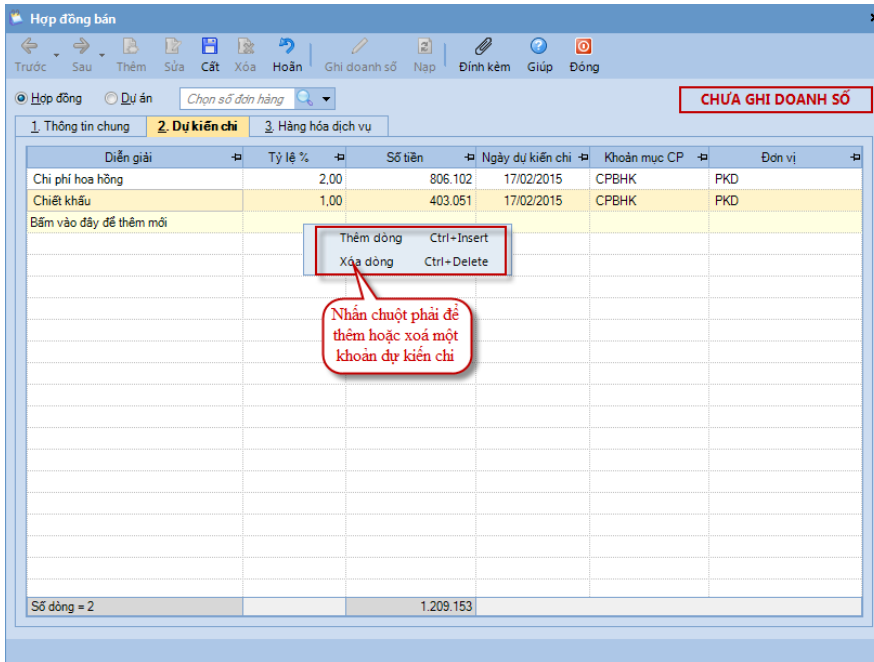 Hợp đồng bán
Trước Sau Thêm Sửa Cất Xóa Hoãn Ghi doanh số Nạp Đính kèm Giúp Đóng
Hợp đồng Dự án Chọn số đơn hàng CHƯA GHI DOANH SỐ
1. Thông tin chung 2. Dự kiến chi 3. Hàng hóa dịch vụ
Diễn giải Tỷ lệ % Số tiền Ngày dự kiến chi Khoản mục CP Đơn vị
Chi phí hoa hồng 2,00 806.102 17/02/2015 CPBHK PKD
Chiết khấu 1,00 403.051 17/02/2015 CPBHK PKD
Bấm vào đây để thêm mới
Thêm dòng Ctrl+Insert
Xóa dòng Ctrl+Delete
Nhấn chuột phải để
thêm hoặc xoá một
khoản dự kiến chi
Số dòng = 2 1.209.153